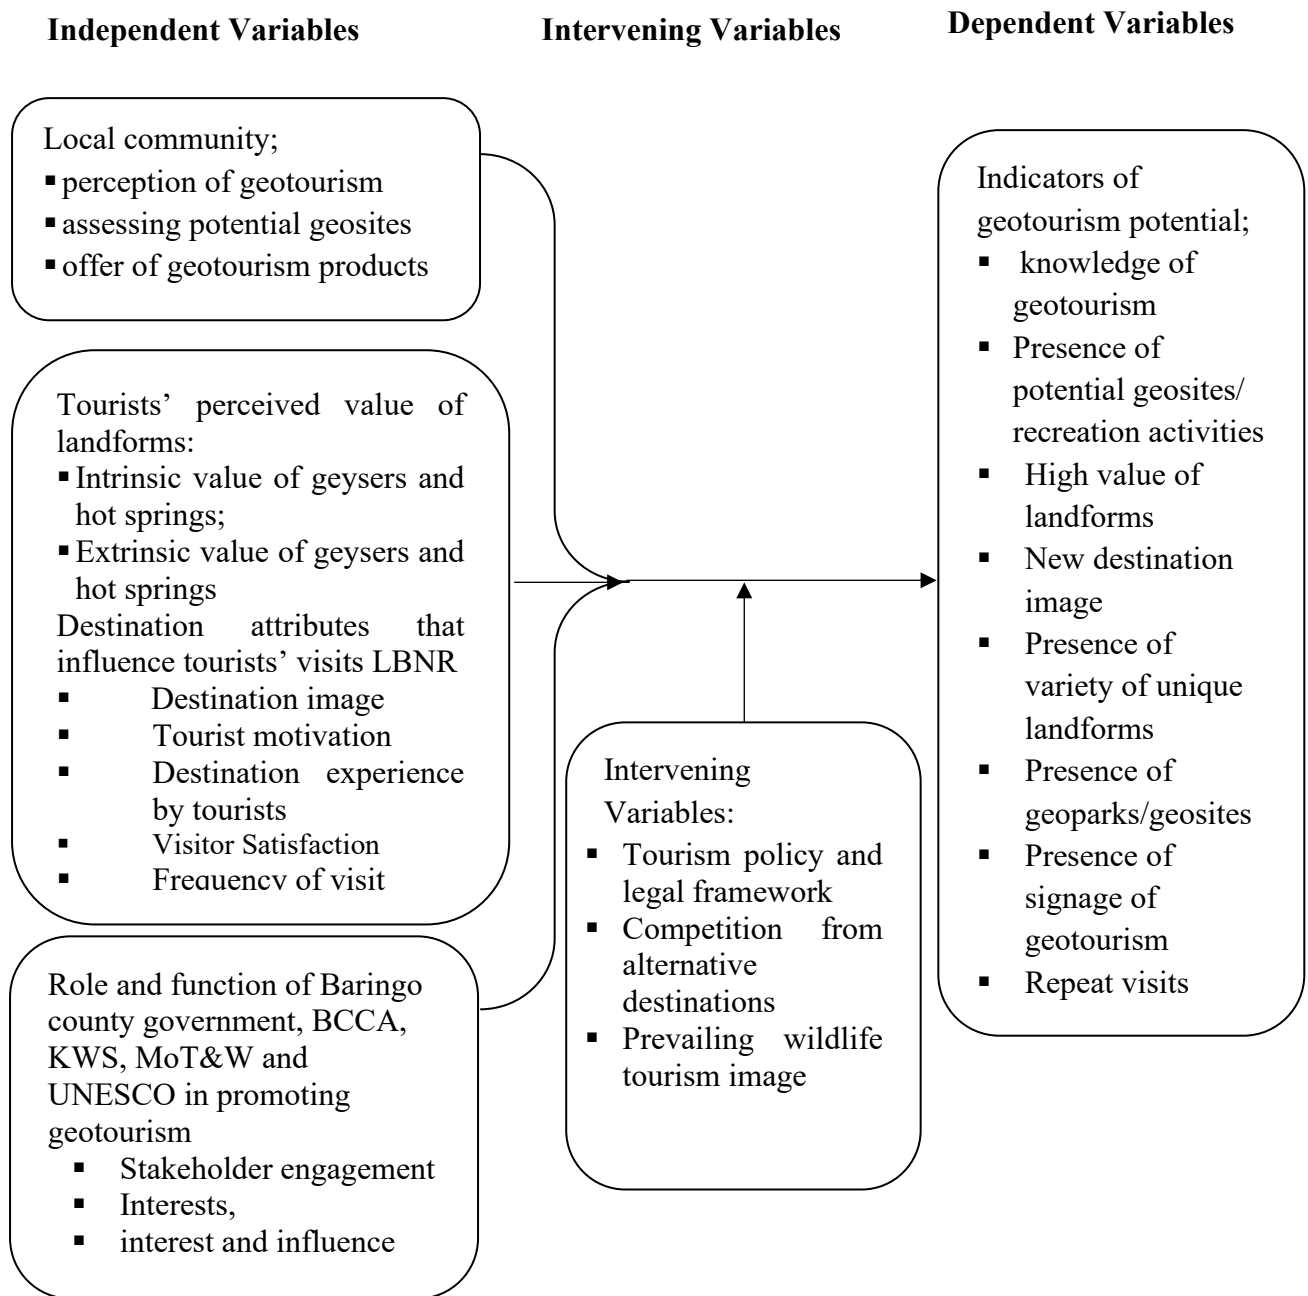 Independent Variables
Intervening Variables
Dependent Variables
Local community;
▪ perception of geotourism
▪ assessing potential geosites
▪ offer of geotourism products
Tourists’ perceived value of
landforms:
▪ Intrinsic value of geysers and
hot springs;
▪ Extrinsic value of geysers and
hot springs
Destination attributes that
influence tourists’ visits LBNR
▪ Destination image
▪ Tourist motivation
▪ Destination experience
by tourists
▪ Visitor Satisfaction
▪ Frequency of visit
Role and function of Baringo
county government, BCCA,
KWS, MoT&W and
UNESCO in promoting
geotourism
▪ Stakeholder engagement
▪ Interests,
▪ interest and influence
Intervening
Variables:
▪ Tourism policy and
legal framework
▪ Competition from
alternative
destinations
▪ Prevailing wildlife
tourism image
Indicators of
geotourism potential;
▪ knowledge of
geotourism
▪ Presence of
potential geosites/
recreation activities
▪ High value of
landforms
▪ New destination
image
▪ Presence of
variety of unique
landforms
▪ Presence of
geoparks/geosites
▪ Presence of
signage of
geotourism
▪ Repeat visits